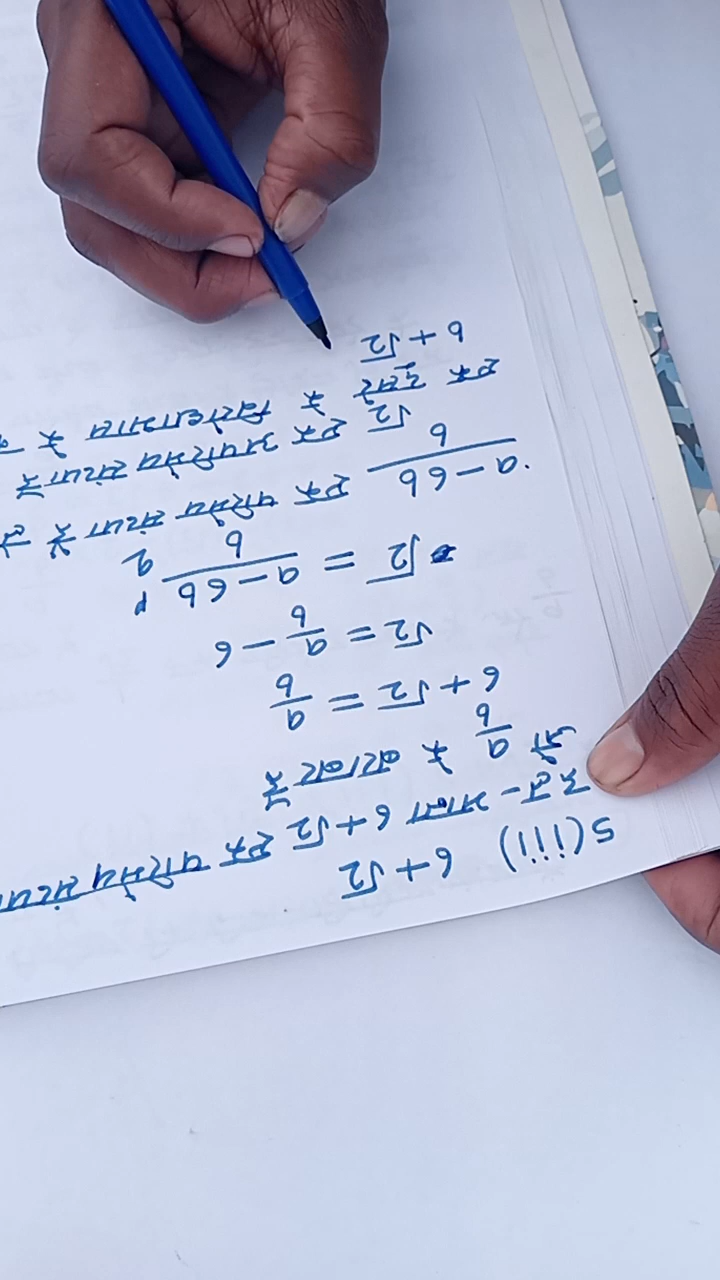 5(iii) 6+√2
हल- माना 6+√2 एक परिमेय संख्या
जो a/b के बराबर है
6+√2 = a/b
√2 = a/b - 6
√2 = a-6b/b p q
a-6b/b एक परिमेय संख्या है
√2 एक अपरिमेय संख्या है
एक दूसरे के विरोधाभास है
6+√2